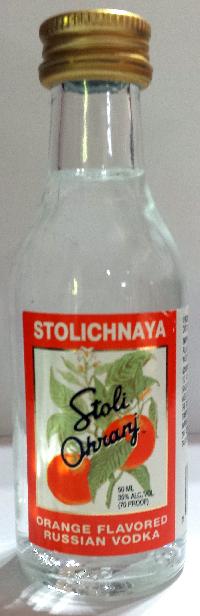 STOLICHNAYA
Stoli
Ohranj
50 ML
35% ALC./VOL
(70 PROOF)
ORANGE FLAVORED
RUSSIAN VODKA